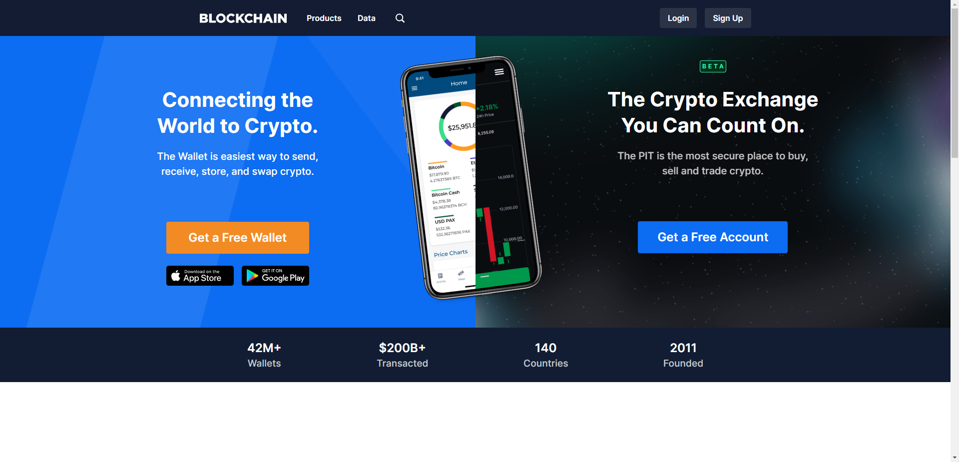 BLOCKCHAIN Products Data
Login Sign Up
Connecting the
World to Crypto.
The Wallet is easiest way to send,
receive, store, and swap crypto.
Get a Free Wallet
Download on the
App Store
GET IT ON
Google Play
9:41
Home
$25,951.8
Bitcoin
Bitcoin Cash
USD PAX
Price Charts
+2.18%
BETA
The Crypto Exchange
You Can Count On.
The PIT is the most secure place to buy,
sell and trade crypto.
Get a Free Account
42M+ $200B+ 140 2011
Wallets Transacted Countries Founded